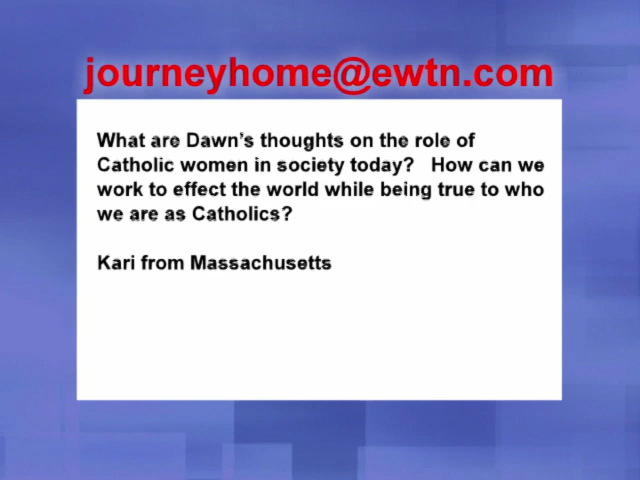 journeyhome@ewtn.com
What are Dawn's thoughts on the role of
Catholic women in society today? How can we
work to effect the world while being true to who
we are as Catholics?
Kari from Massachusetts